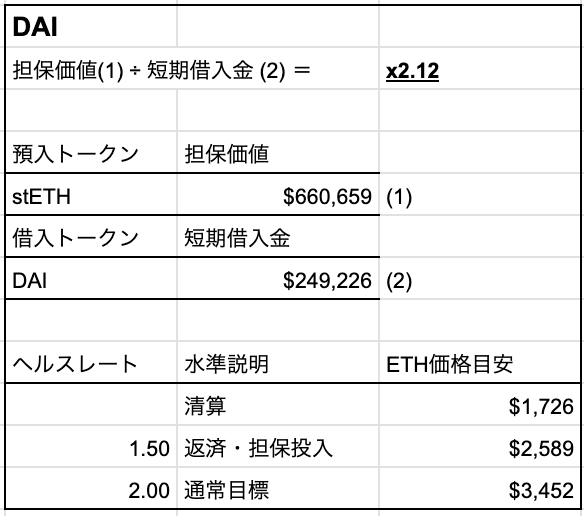 DAI
担保価値(1) ÷ 短期借入金 (2) ＝ x2.12
預入トークン 担保価値
stETH $660,659 (1)
借入トークン 短期借入金
DAI $249,226 (2)
ヘルスレート 水準説明 ETH価格目安
清算 $1,726
1.50 返済・担保投入 $2,589
2.00 通常目標 $3,452